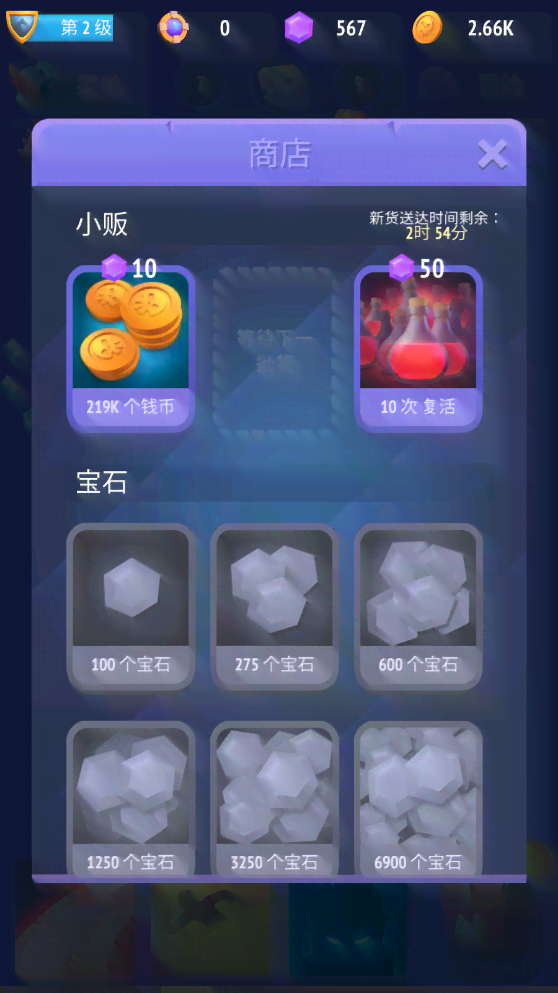 第 2 级
0
567
2.66K
商店
小贩
新货送达时间剩余：
2时 54分
10
50
等待下一
219K 个钱币
10 次 复活
宝石
100 个宝石
275 个宝石
600 个宝石
1250 个宝石
3250 个宝石
6900 个宝石